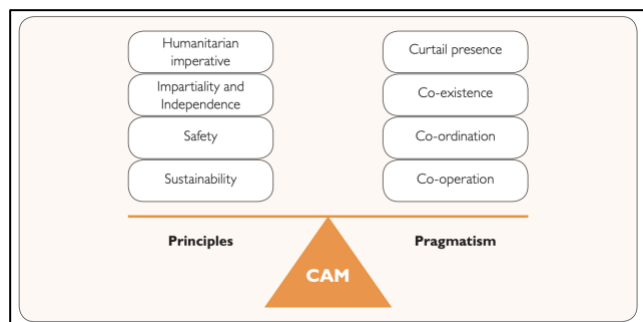 Humanitarian
imperative
Impartiality and
Independence
Safety
Sustainability
Curtail presence
Co-existence
Co-ordination
Co-operation
Principles
Pragmatism
CAM